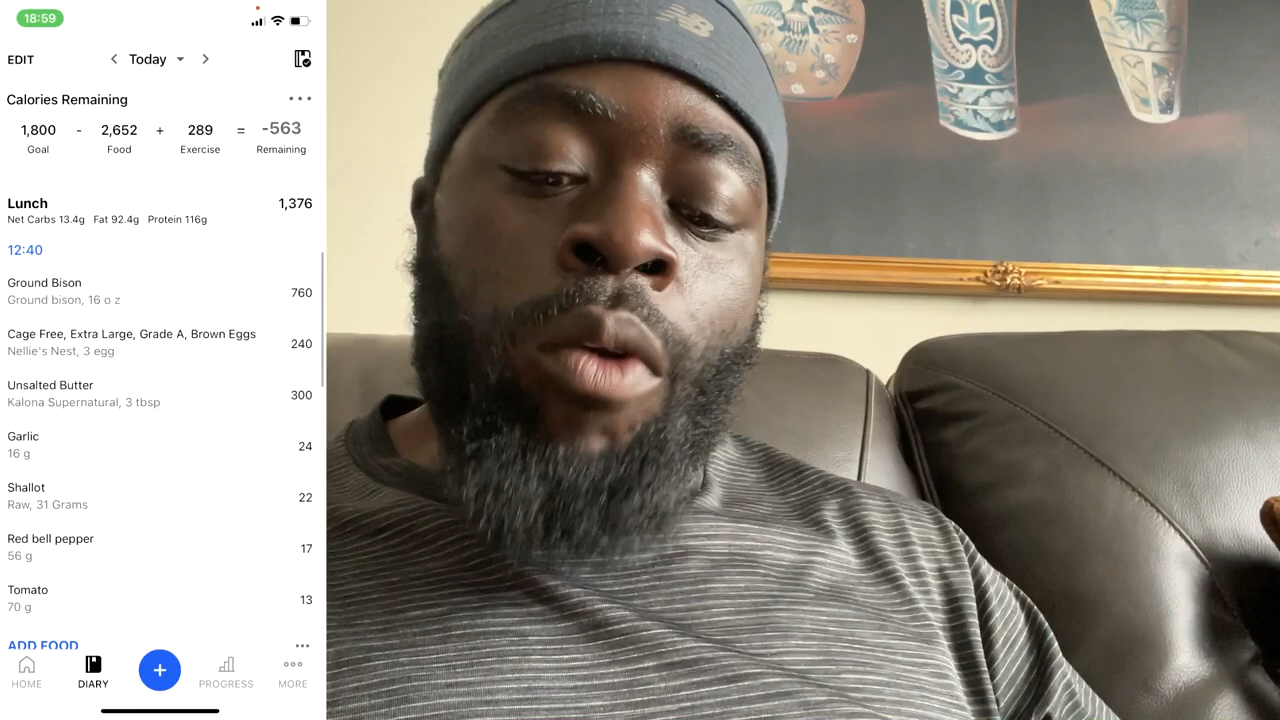 18:59
EDIT
Today
Calories Remaining
1,800 - 2,652 + 289 = -563
Goal Food Exercise Remaining
Lunch 1,376
Net Carbs 13.4g Fat 92.4g Protein 116g
12:40
Ground Bison
Ground bison, 16 o z 760
Cage Free, Extra Large, Grade A, Brown Eggs
Nellie's Nest, 3 egg 240
Unsalted Butter
Kalona Supernatural, 3 tbsp 300
Garlic
16 g 24
Shallot
Raw, 31 Grams 22
Red bell pepper
56 g 17
Tomato
70 g 13
ADD FOOD
+
HOME DIARY PROGRESS MORE
NB